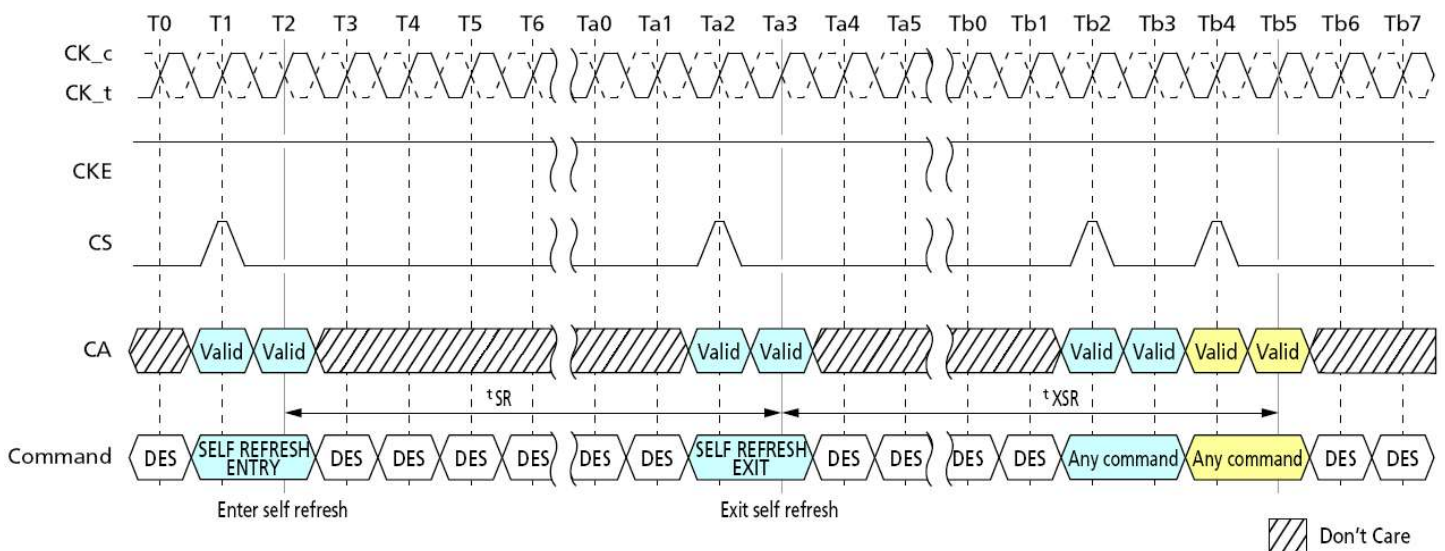 T0 T1 T2 T3 T4 T5 T6 Ta0 Ta1 Ta2 Ta3 Ta4 Ta5 Tb0 Tb1 Tb2 Tb3 Tb4 Tb5 Tb6 Tb7
CK_c
CK_t
CKE
CS
CA Valid Valid Valid Valid Valid Valid Valid Valid
tSR tXSR
Command DES SELF REFRESH ENTRY DES DES DES DES DES DES SELF REFRESH EXIT DES DES DES DES Any command Any command DES DES
Enter self refresh Exit self refresh
Don't Care